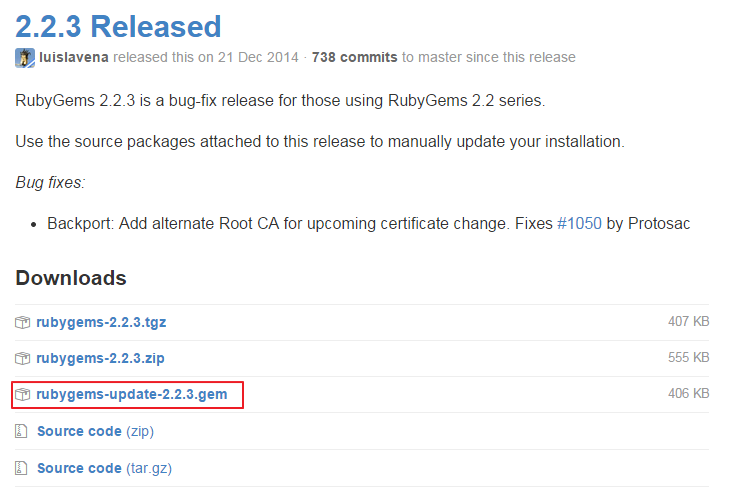 2.2.3 Released
luislavena released this on 21 Dec 2014 · 738 commits to master since this release
RubyGems 2.2.3 is a bug-fix release for those using RubyGems 2.2 series.
Use the source packages attached to this release to manually update your installation.
Bug fixes:
• Backport: Add alternate Root CA for upcoming certificate change. Fixes #1050 by Protosac
Downloads
rubygems-2.2.3.tgz 407 KB
rubygems-2.2.3.zip 555 KB
rubygems-update-2.2.3.gem 406 KB
Source code (zip)
Source code (tar.gz)